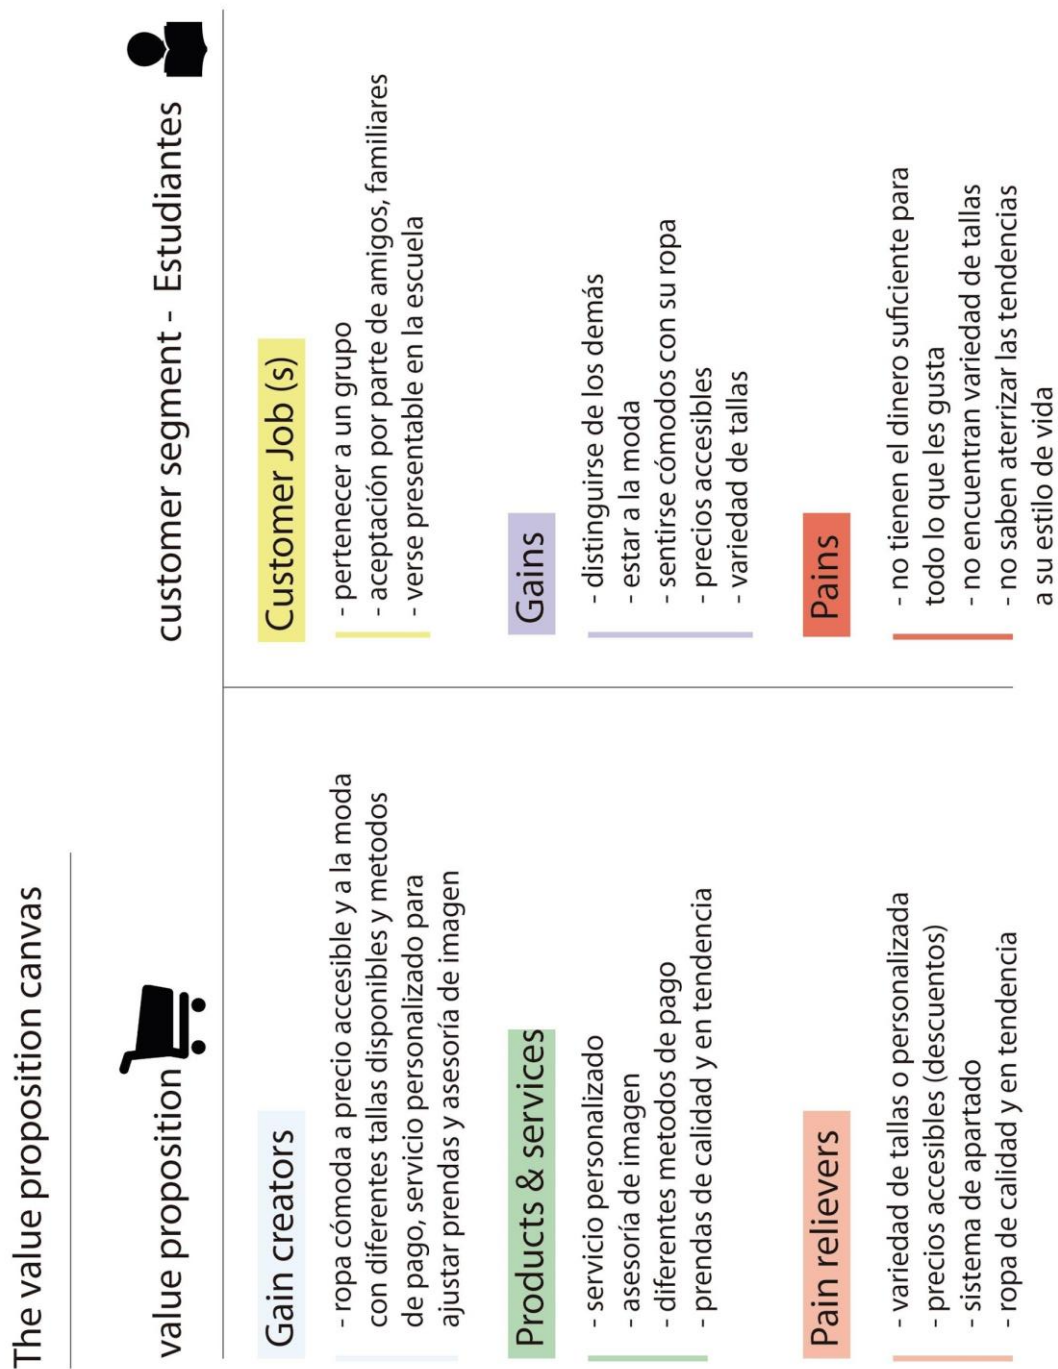 The value proposition canvas
value proposition
Gain creators
- ropa cómoda a precio accesible y a la moda
con diferentes tallas disponibles y metodos
de pago, servicio personalizado para
ajustar prendas y asesoría de imagen
Products & services
- servicio personalizado
- asesoría de imagen
- diferentes metodos de pago
- prendas de calidad y en tendencia
Pain relievers
- variedad de tallas o personalizada
- precios accesibles (descuentos)
- sistema de apartado
- ropa de calidad y en tendencia
customer segment - Estudiantes
Customer Job (s)
- pertenecer a un grupo
- aceptación por parte de amigos, familiares
- verse presentable en la escuela
Gains
- distinguirse de los demás
- estar a la moda
- sentirse cómodos con su ropa
- precios accesibles
- variedad de tallas
Pains
- no tienen el dinero suficiente para
todo lo que les gusta
- no encuentran variedad de tallas
- no saben aterrizar las tendencias
a su estilo de vida